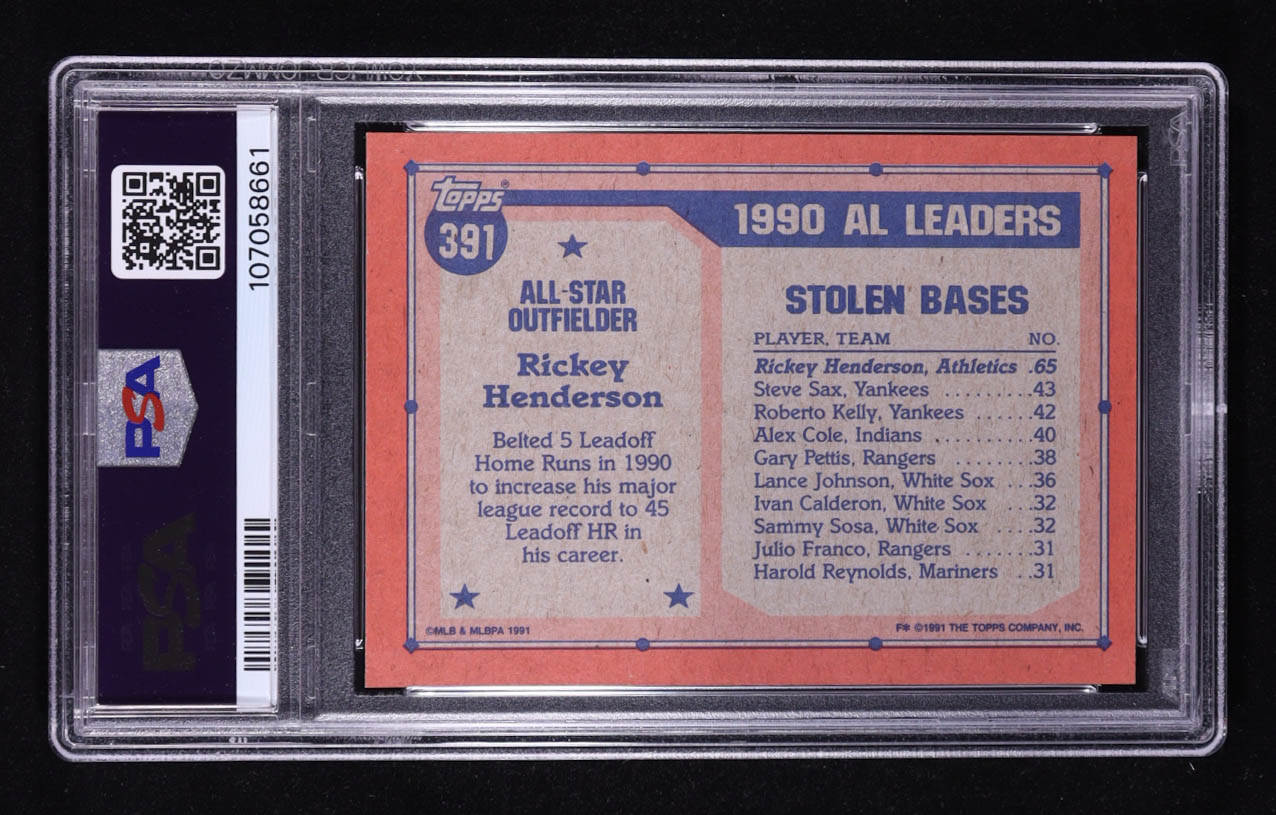 107058661
PSA
PSA
Topps®
391
ALL-STAR
OUTFIELDER
Rickey
Henderson
Belted 5 Leadoff
Home Runs in 1990
to increase his major
league record to 45
Leadoff HR in
his career.
©MLB & MLBPA 1991
1990 AL LEADERS
STOLEN BASES
PLAYER, TEAM NO.
Rickey Henderson, Athletics .65
Steve Sax, Yankees .........43
Roberto Kelly, Yankees ......42
Alex Cole, Indians ..........40
Gary Pettis, Rangers ........38
Lance Johnson, White Sox ...36
Ivan Calderon, White Sox ....32
Sammy Sosa, White Sox .....32
Julio Franco, Rangers .......31
Harold Reynolds, Mariners ..31
F✻ ©1991 THE TOPPS COMPANY, INC.